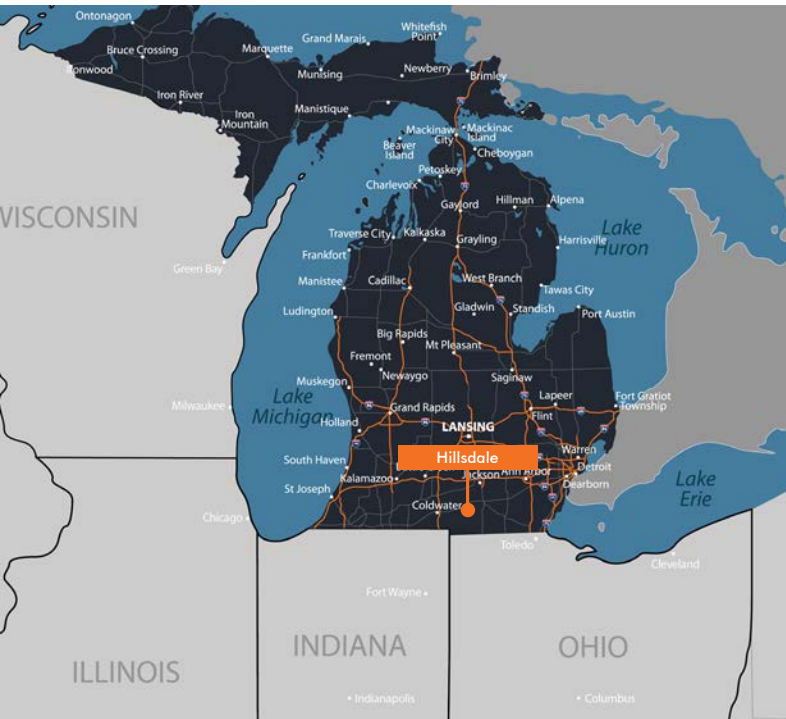 Ontonagon
Whitefish
Point
Grand Marais
Bruce Crossing
Marquette
Ironwood
Munising
Newberry
Brimley
Iron River
Manistique
Iron
Mountain
Mackinaw
City
Mackinac
Island
Beaver
Island
Cheboygan
Petoskey
Charlevoix
Gaylord
Hillman
Alpena
WISCONSIN
Traverse City
Kalkaska
Grayling
Harrisville
Lake
Huron
Frankfort
Green Bay
Manistee
Cadillac
West Branch
Tawas City
Ludington
Gladwin
Standish
Port Austin
Big Rapids
Mt Pleasant
Fremont
Newaygo
Saginaw
Muskegon
Lake
Michigan
Milwaukee
Grand Rapids
Lapeer
Fort Gratiot
Township
Flint
Holland
LANSING
Hillsdale
Warren
South Haven
Kalamazoo
Jackson
Ann Arbor
Detroit
Dearborn
St Joseph
Lake
Erie
Coldwater
Chicago
Toledo
Cleveland
Fort Wayne
INDIANA
OHIO
ILLINOIS
Indianapolis
Columbus